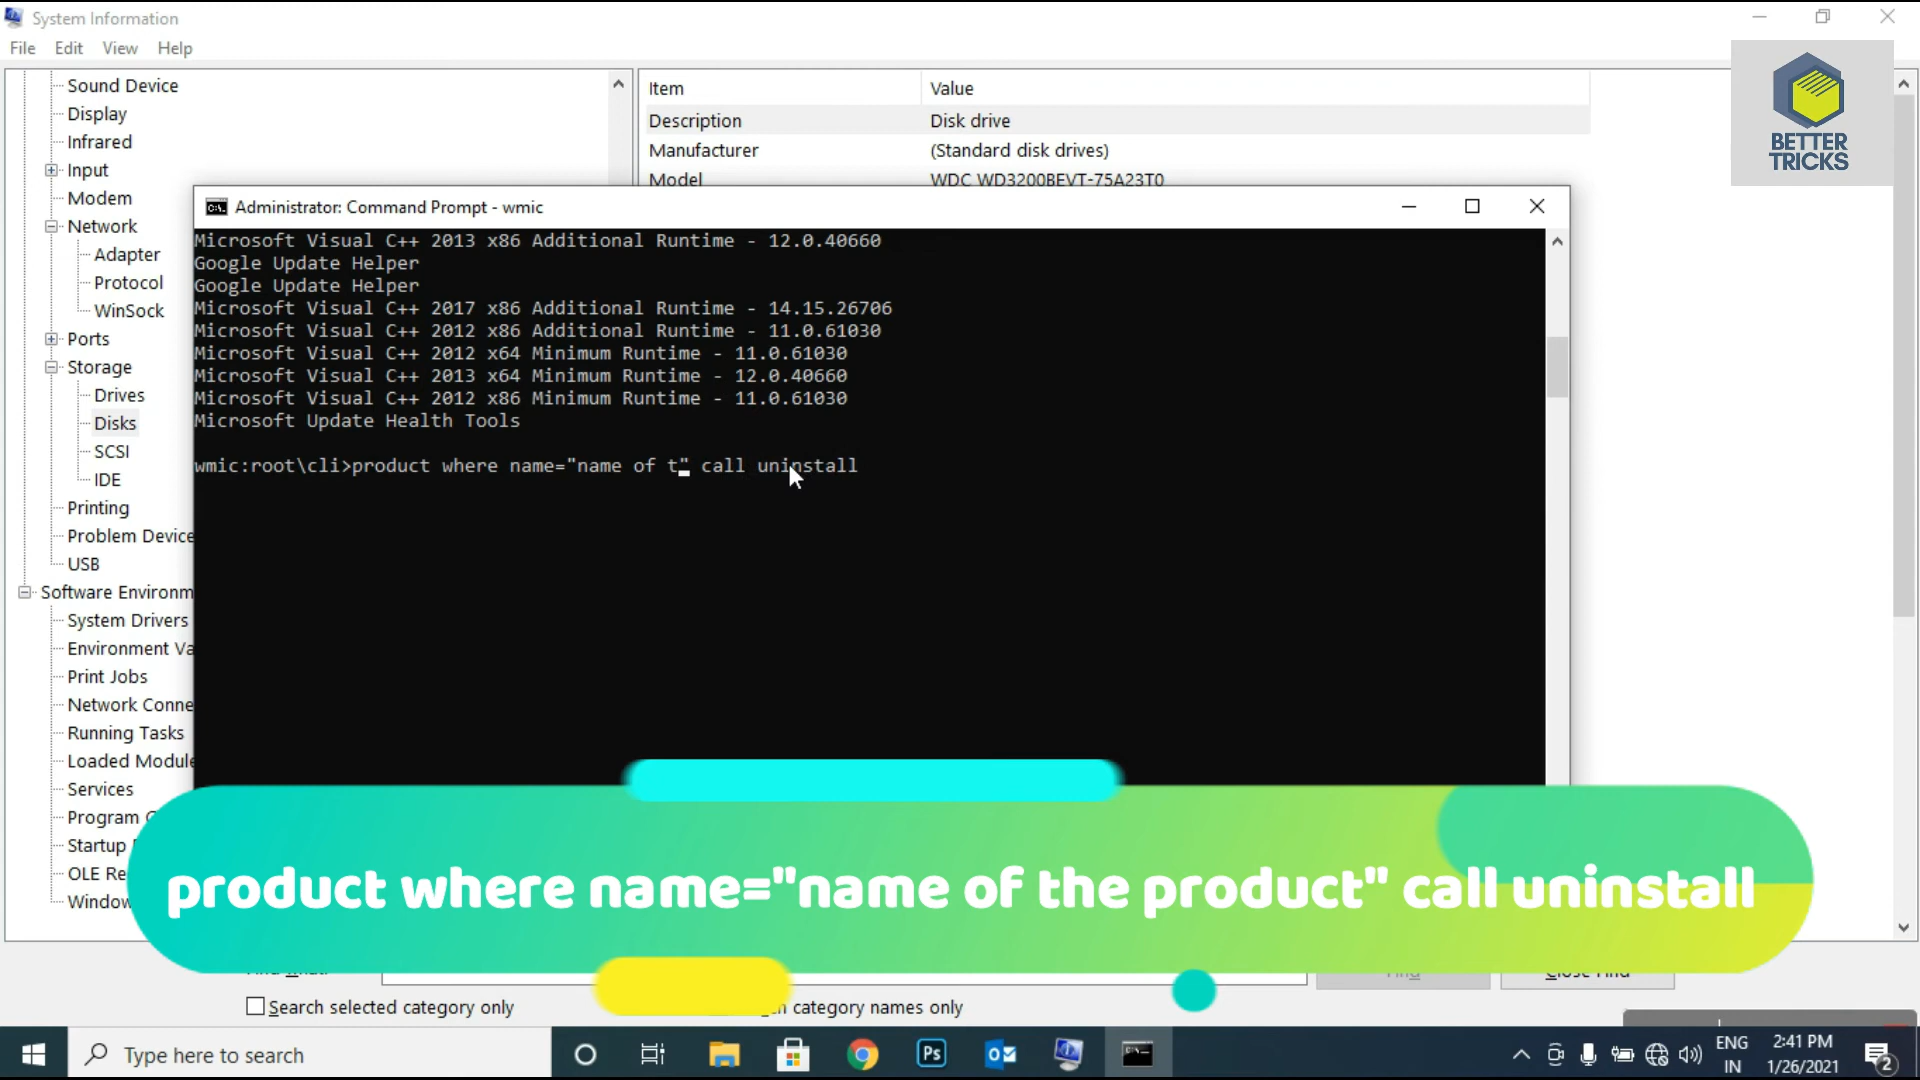 System Information
File Edit View Help
Sound Device
Display
Infrared
Input
Modem
Network
Adapter
Protocol
WinSock
Ports
Storage
Drives
Disks
SCSI
IDE
Printing
Problem Device
USB
Software Environm
System Drivers
Environment Va
Print Jobs
Network Conne
Running Tasks
Loaded Module
Services
Program
Startup
OLE Re
Window
Item Value
Description Disk drive
Manufacturer (Standard disk drives)
Model WDC WD3200BEVT-75A23T0
BETTER
TRICKS
Administrator: Command Prompt - wmic
Microsoft Visual C++ 2013 x86 Additional Runtime - 12.0.40660
Google Update Helper
Google Update Helper
Microsoft Visual C++ 2017 x86 Additional Runtime - 14.15.26706
Microsoft Visual C++ 2012 x86 Additional Runtime - 11.0.61030
Microsoft Visual C++ 2012 x64 Minimum Runtime - 11.0.61030
Microsoft Visual C++ 2013 x64 Minimum Runtime - 12.0.40660
Microsoft Visual C++ 2012 x86 Minimum Runtime - 11.0.61030
Microsoft Update Health Tools
wmic:root\cli>product where name="name of t" call uninstall
product where name="name of the product" call uninstall
Find Close Find
Search selected category only
category names only
Type here to search
Ps
ENG
IN
2:41 PM
1/26/2021
2